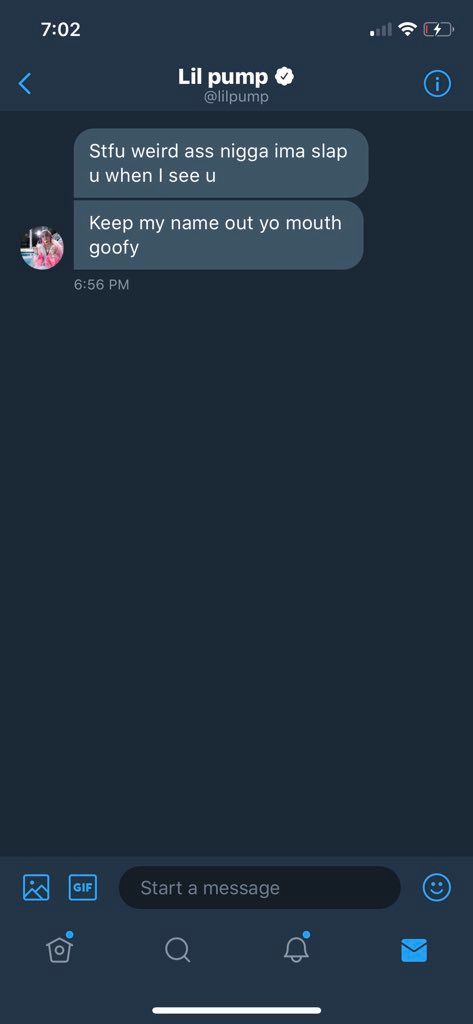 7:02
Lil pump
@lilpump
Stfu weird ass nigga ima slap
u when I see u
Keep my name out yo mouth
goofy
6:56 PM
GIF
Start a message